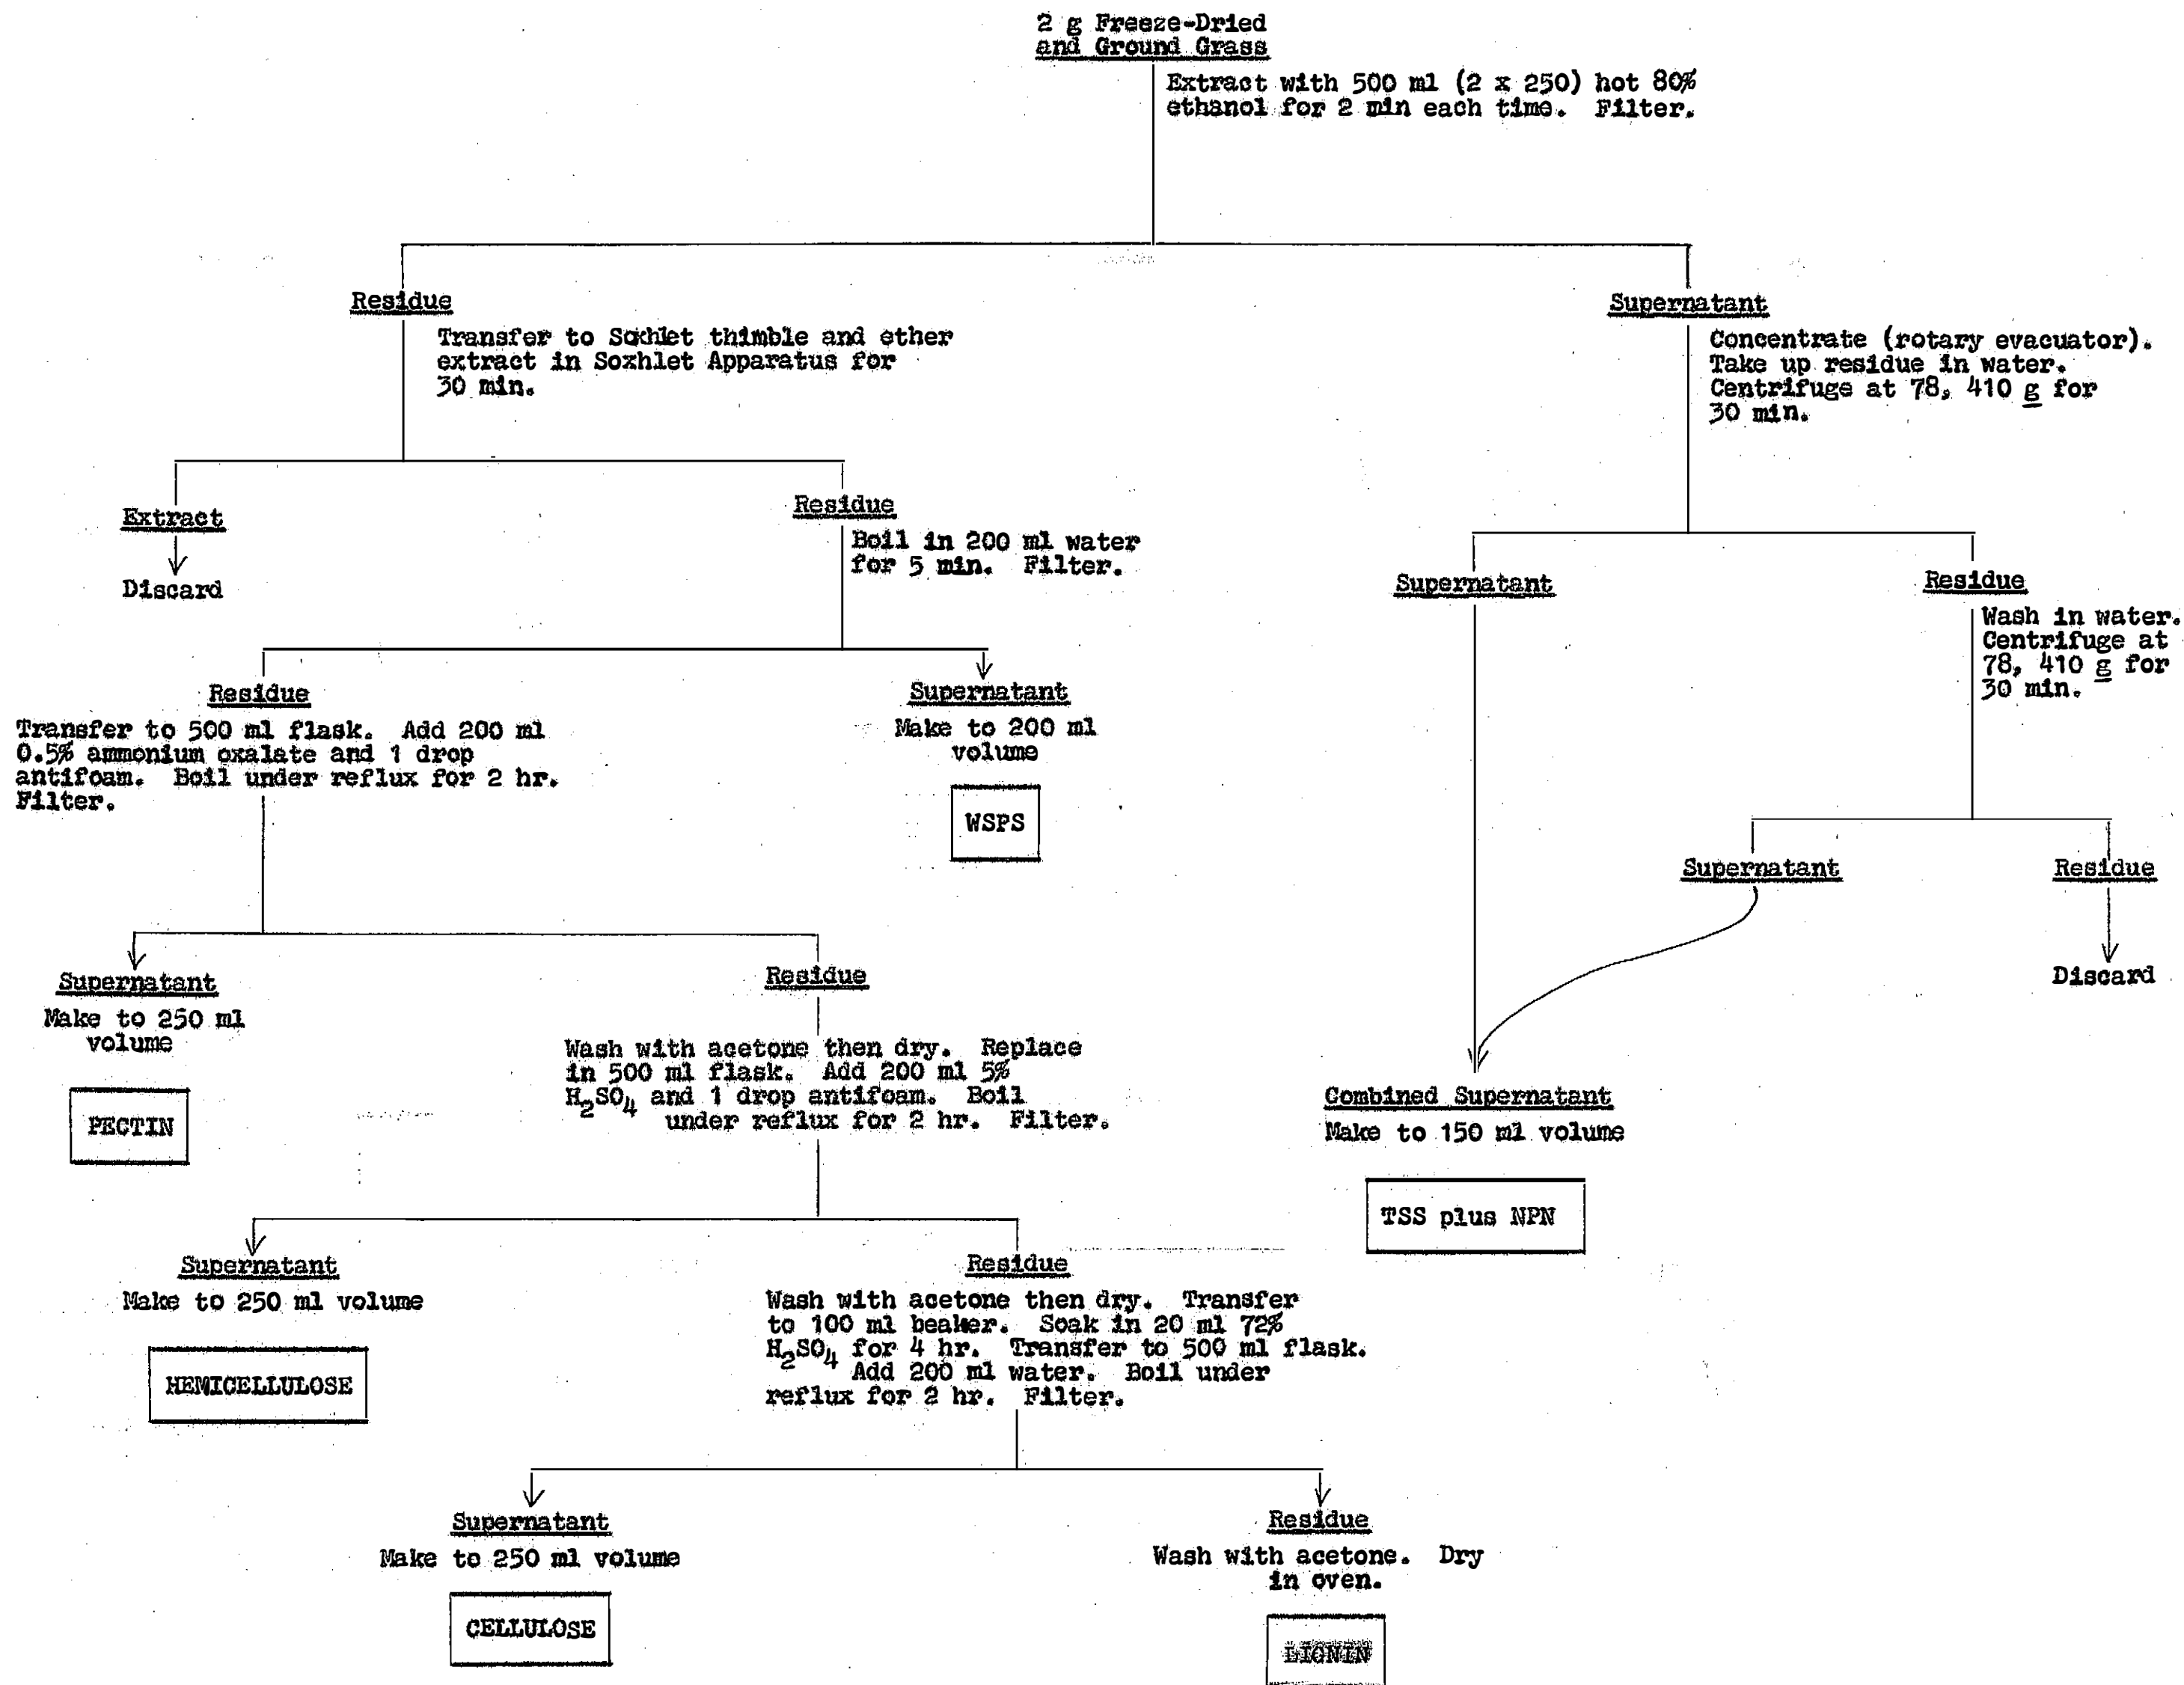 2 g Freeze-Dried
and Ground Grass
Extract with 500 ml (2 x 250) hot 80%
ethanol for 2 min each time. Filter.
Residue
Transfer to Soxhlet thimble and ether
extract in Soxhlet Apparatus for
30 min.
Supernatant
Concentrate (rotary evacuator).
Take up residue in water.
Centrifuge at 78, 410 g for
30 min.
Extract
Discard
Residue
Boil in 200 ml water
for 5 min. Filter.
Supernatant
Residue
Wash in water.
Centrifuge at
78, 410 g for
30 min.
Residue
Transfer to 500 ml flask. Add 200 ml
0.5% ammonium oxalate and 1 drop
antifoam. Boil under reflux for 2 hr.
Filter.
Supernatant
Make to 200 ml
volume
WSPS
Supernatant
Residue
Discard
Supernatant
Make to 250 ml
volume
PECTIN
Residue
Wash with acetone then dry. Replace
in 500 ml flask. Add 200 ml 5%
H2SO4 and 1 drop antifoam. Boil
under reflux for 2 hr. Filter.
Combined Supernatant
Make to 150 ml volume
TSS plus NPN
Supernatant
Make to 250 ml volume
HEMICELLULOSE
Residue
Wash with acetone then dry. Transfer
to 100 ml beaker. Soak in 20 ml 72%
H2SO4 for 4 hr. Transfer to 500 ml flask.
Add 200 ml water. Boil under
reflux for 2 hr. Filter.
Supernatant
Make to 250 ml volume
CELLULOSE
Residue
Wash with acetone. Dry
in oven.
LIGNIN